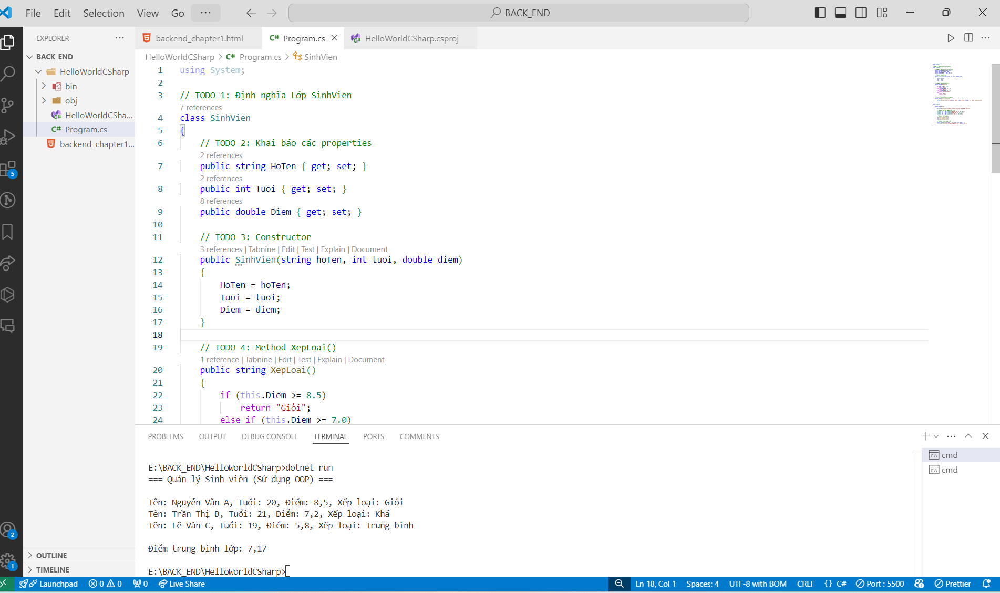 File Edit Selection View Go ··· BACK_END
EXPLORER ···
BACK_END
HelloWorldCSharp
bin
obj
HelloWorldCSha...
Program.cs
backend_chapter1...
OUTLINE
TIMELINE
5
2
1
backend_chapter1.html Program.cs HelloWorldCSharp.csproj
HelloWorldCSharp > Program.cs > SinhVien
1 using System;
2
3 // TODO 1: Định nghĩa Lớp SinhVien
7 references
4 class SinhVien
5 {
6 // TODO 2: Khai báo các properties
2 references
7 public string HoTen { get; set; }
2 references
8 public int Tuoi { get; set; }
8 references
9 public double Diem { get; set; }
10
11 // TODO 3: Constructor
3 references | Tabnine | Edit | Test | Explain | Document
12 public SinhVien(string hoTen, int tuoi, double diem)
13 {
14 HoTen = hoTen;
15 Tuoi = tuoi;
16 Diem = diem;
17 }
18
19 // TODO 4: Method XepLoai()
1 reference | Tabnine | Edit | Test | Explain | Document
20 public string XepLoai()
21 {
22 if (this.Diem >= 8.5)
23 return "Giỏi";
24 else if (this.Diem >= 7.0)
PROBLEMS OUTPUT DEBUG CONSOLE TERMINAL PORTS COMMENTS
E:\BACK_END\HelloWorldCSharp>dotnet run
=== Quản lý Sinh viên (Sử dụng OOP) ===
Tên: Nguyễn Văn A, Tuổi: 20, Điểm: 8,5, Xếp loại: Giỏi
Tên: Trần Thị B, Tuổi: 21, Điểm: 7,2, Xếp loại: Khá
Tên: Lê Văn C, Tuổi: 19, Điểm: 5,8, Xếp loại: Trung bình
Điểm trung bình lớp: 7,17
E:\BACK_END\HelloWorldCSharp>
cmd
cmd
Launchpad 0 0 0 Live Share Ln 18, Col 1 Spaces: 4 UTF-8 with BOM CRLF {} C# Port : 5500 Prettier